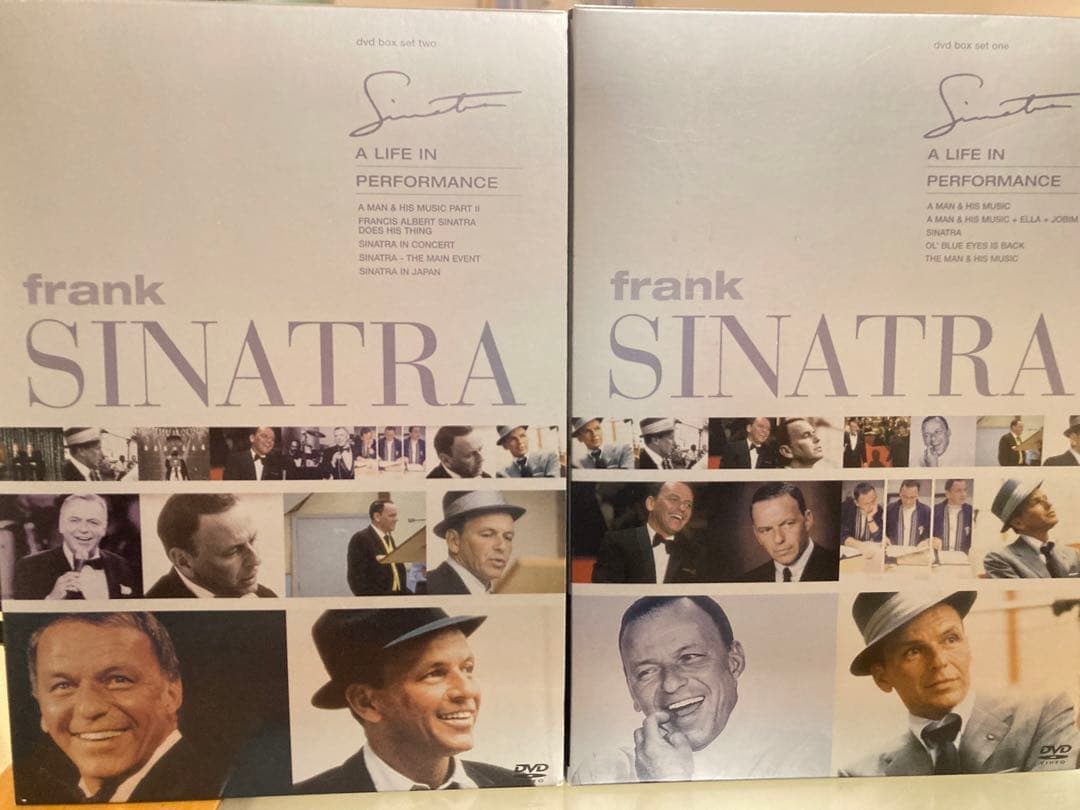 dvd box set two
Sinatra
A LIFE IN
PERFORMANCE
A MAN & HIS MUSIC PART II
FRANCIS ALBERT SINATRA
DOES HIS THING
SINATRA IN CONCERT
SINATRA - THE MAIN EVENT
SINATRA IN JAPAN
frank
SINATRA
DVD
VIDEO
dvd box set one
Sinatra
A LIFE IN
PERFORMANCE
A MAN & HIS MUSIC
A MAN & HIS MUSIC + ELLA + JOBIM
SINATRA
OL' BLUE EYES IS BACK
THE MAN & HIS MUSIC
frank
SINATRA
DVD
VIDEO